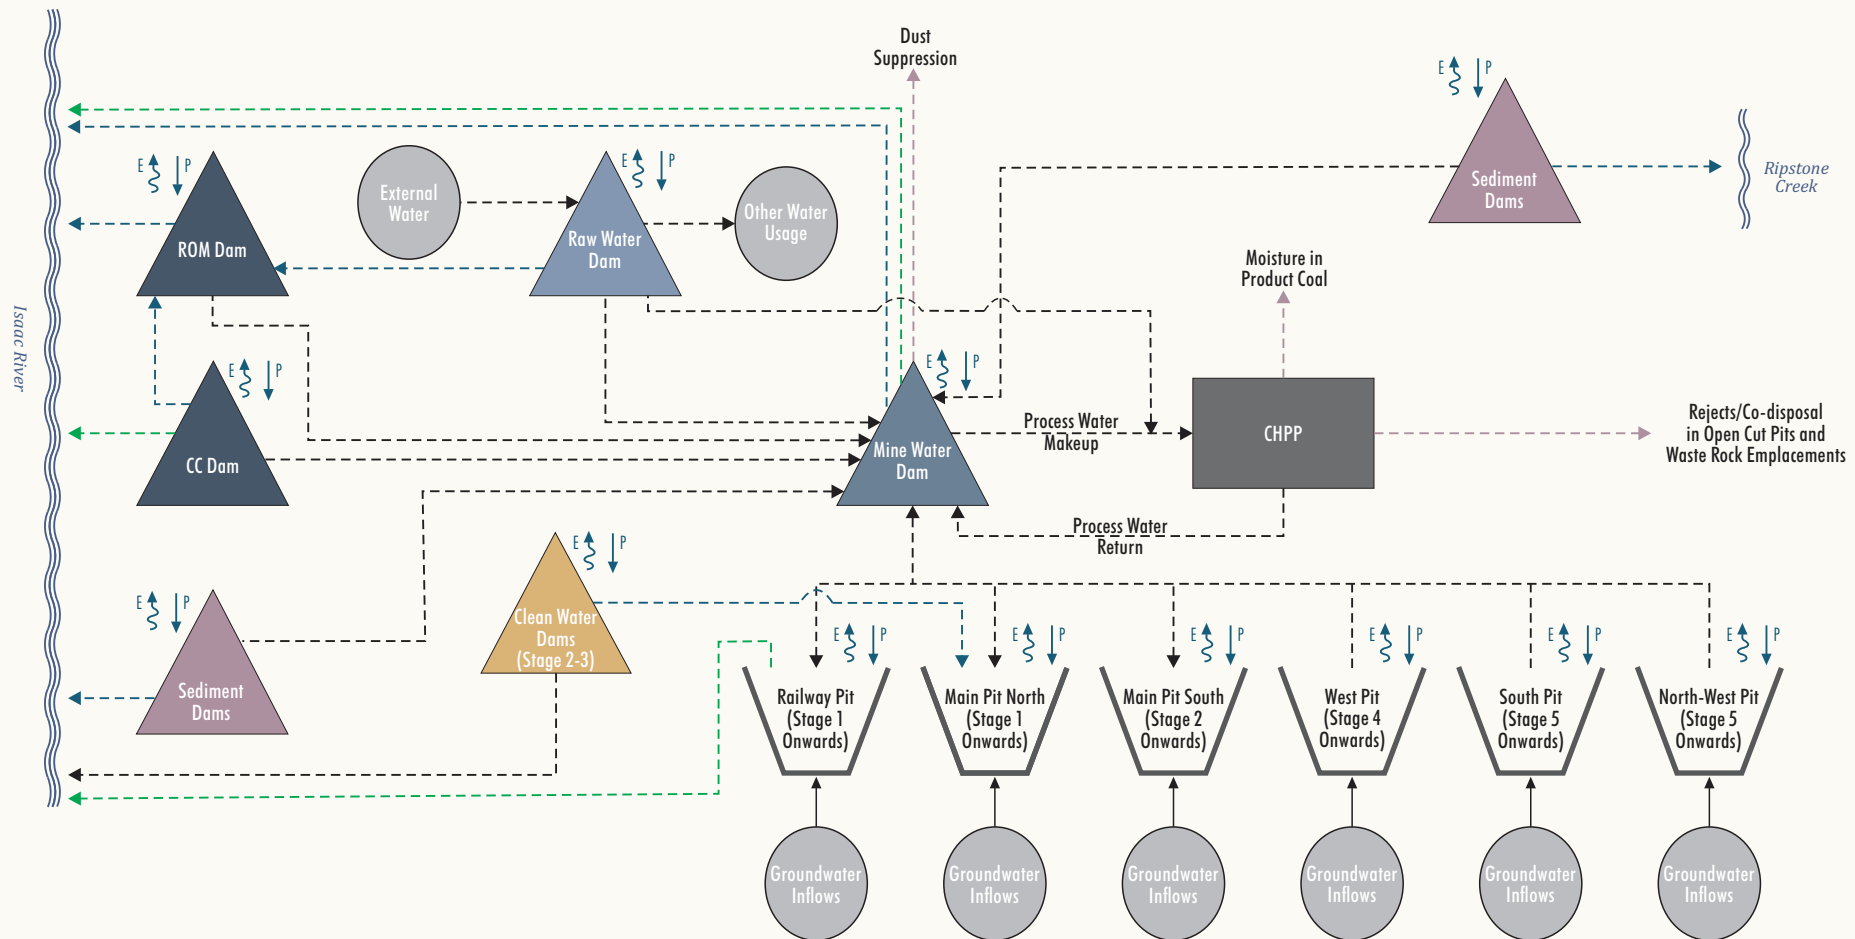 Dust
Suppression
E
P
E
P
External
Water
E
P
Sediment
Dams
Ripstone
Creek
ROM Dam
Raw Water
Dam
Other Water
Usage
Moisture in
Product Coal
Isaac River
E
P
CC Dam
E
P
Mine Water
Dam
Process Water
Makeup
CHPP
Rejects/Co-disposal
in Open Cut Pits and
Waste Rock Emplacements
Process Water
Return
E
P
Clean Water
Dams
(Stage 2-3)
E
P
Sediment
Dams
E
P
E
P
E
P
E
P
E
P
E
P
Railway Pit
(Stage 1
Onwards)
Main Pit North
(Stage 1
Onwards)
Main Pit South
(Stage 2
Onwards)
West Pit
(Stage 4
Onwards)
South Pit
(Stage 5
Onwards)
North-West Pit
(Stage 5
Onwards)
Groundwater
Inflows
Groundwater
Inflows
Groundwater
Inflows
Groundwater
Inflows
Groundwater
Inflows
Groundwater
Inflows